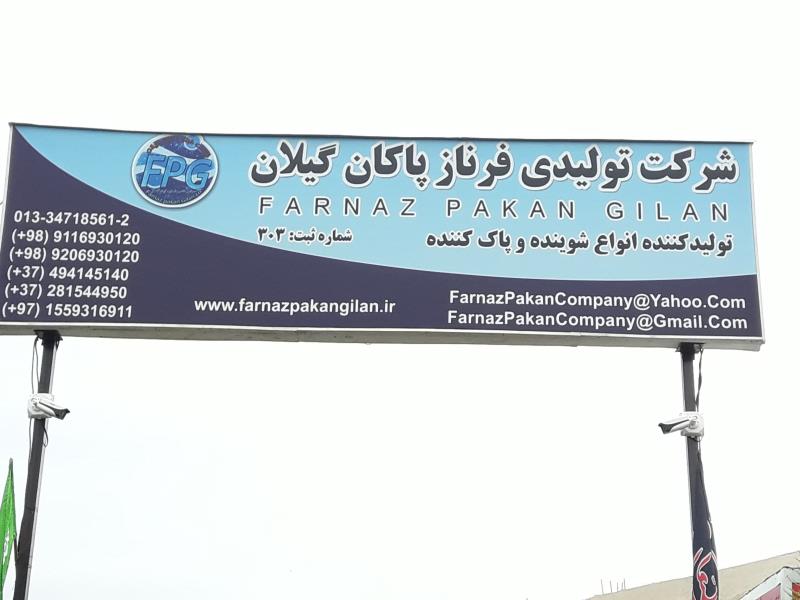 شرکت تولیدی فرناز پاکان گیلان
FARNAZ PAKAN GILAN
تولیدکننده انواع شوینده و پاک کننده
شماره ثبت: ۳۰۳
FPG
013-34718561-2
(+98) 9116930120
(+98) 9206930120
(+37) 494145140
(+37) 281544950
(+97) 1559316911
www.farnazpakangilan.ir
FarnazPakanCompany@Yahoo.Com
FarnazPakanCompany@Gmail.Com